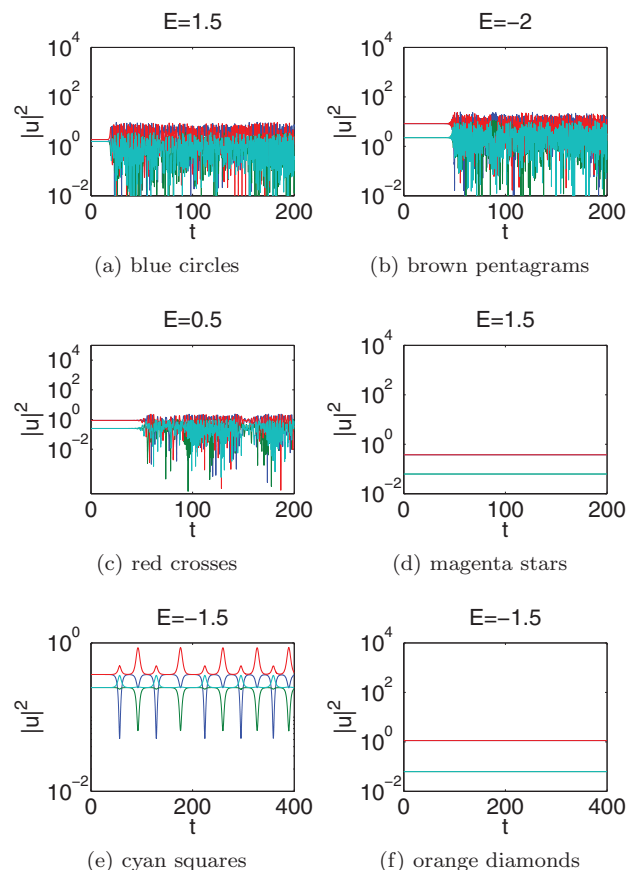 E=1.5
10^4
10^2
10^0
10^−2
|u|^2
0 100 200
t
(a) blue circles
E=−2
10^4
10^2
10^0
10^−2
|u|^2
0 100 200
t
(b) brown pentagrams
E=0.5
10^4
10^2
10^0
10^−2
|u|^2
0 100 200
t
(c) red crosses
E=1.5
10^4
10^2
10^0
10^−2
|u|^2
0 100 200
t
(d) magenta stars
E=−1.5
10^0
10^−2
|u|^2
0 200 400
t
(e) cyan squares
E=−1.5
10^4
10^2
10^0
10^−2
|u|^2
0 200 400
t
(f) orange diamonds